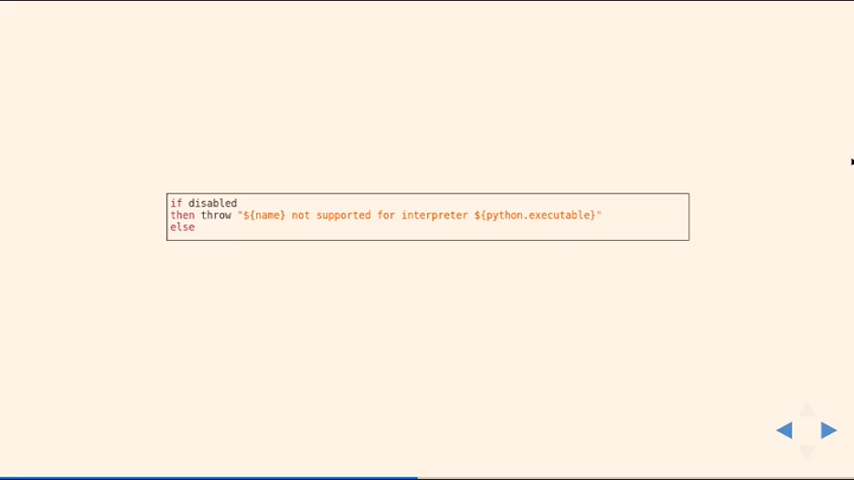 if disabled
then throw "${name} not supported for interpreter ${python.executable}"
else